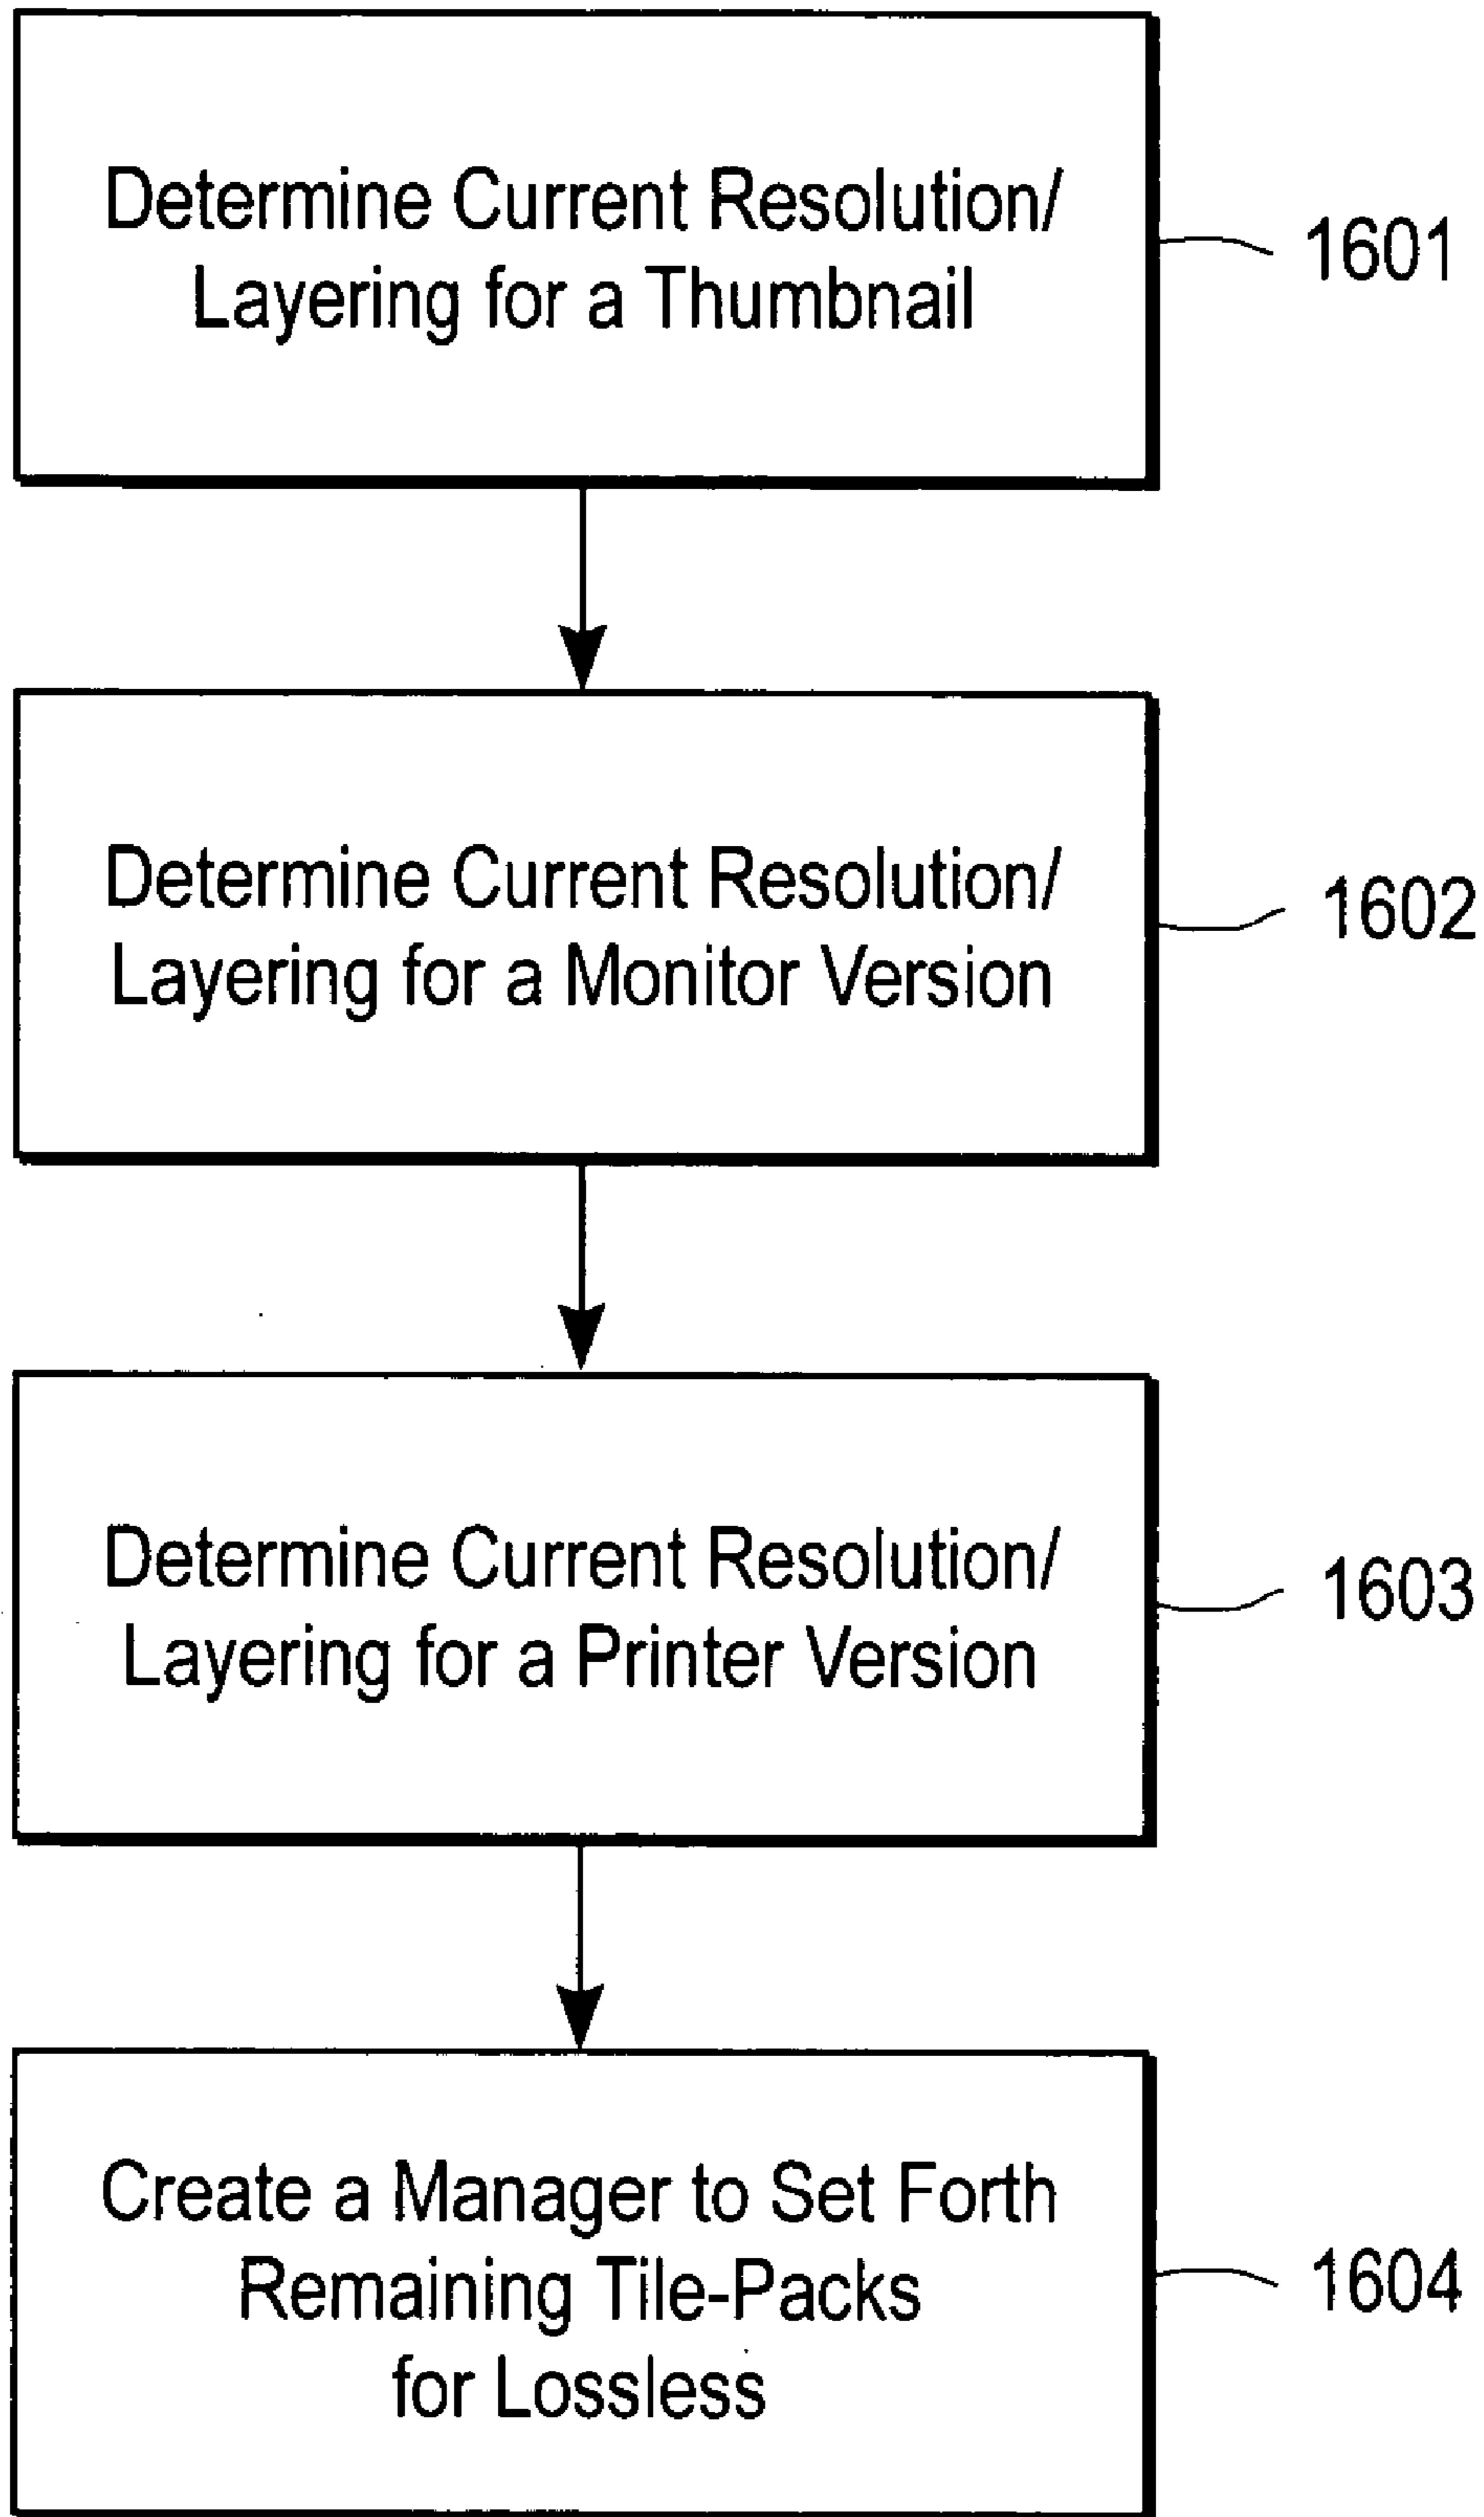 Determine Current Resolution/
Layering for a Thumbnail
1601
Determine Current Resolution/
Layering for a Monitor Version
1602
Determine Current Resolution/
Layering for a Printer Version
1603
Create a Manager to Set Forth
Remaining Tile-Packs
for Lossless
1604